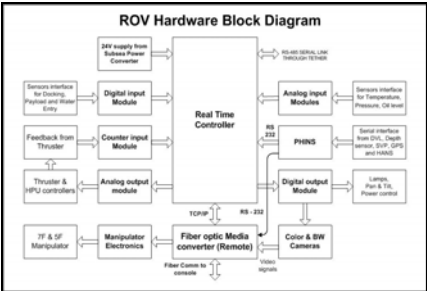 ROV Hardware Block Diagram
24V supply from
Subsea Power
Converter
RS-485 SERIAL LINK
THROUGH TETHER
Sensors interface
for Docking,
Payload and Water
Entry
Digital input
Module
Real Time
Controller
Analog input
Modules
Sensors interface
for Temperature,
Pressure, Oil level
Feedback from
Thruster
Counter input
Module
RS
232
PHINS
Serial interface
from DVL, Depth
sensor, SVP, GPS
and HANS
Thruster &
HPU controllers
Analog output
module
Digital output
Module
Lamps,
Pan & Tilt,
Power control
TCP/IP
RS - 232
7F & 5F
Manipulator
Manipulator
Electronics
Fiber optic Media
converter (Remote)
Color & BW
Cameras
Video
signals
Fiber Comm to
console